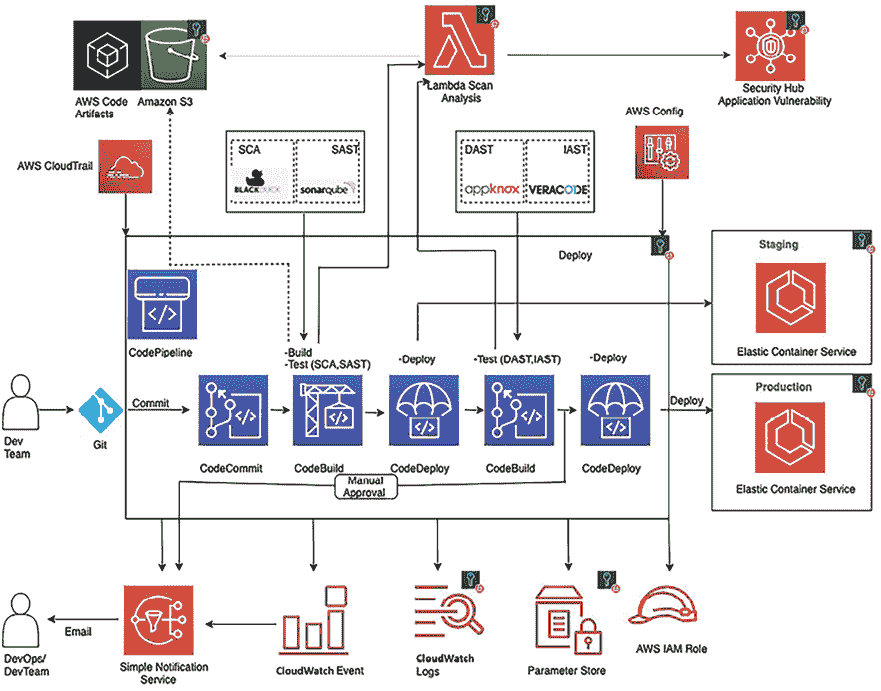 Lambda Scan
Analysis
AWS Code
Artifacts
Amazon S3
Security Hub
Application Vulnerability
AWS Config
AWS CloudTrail
SCA
SAST
BLACKDUCK
sonarqube
DAST
IAST
appknox
VERACODE
Deploy
Staging
Elastic Container Service
CodePipeline
-Build
-Test (SCA,SAST)
-Deploy
-Test (DAST,IAST)
-Deploy
Production
Elastic Container Service
Deploy
Dev
Team
Git
Commit
CodeCommit
CodeBuild
CodeDeploy
CodeBuild
CodeDeploy
Manual
Approval
DevOps/
DevTeam
Email
Simple Notification
Service
CloudWatch Event
CloudWatch
Logs
Parameter Store
AWS IAM Role